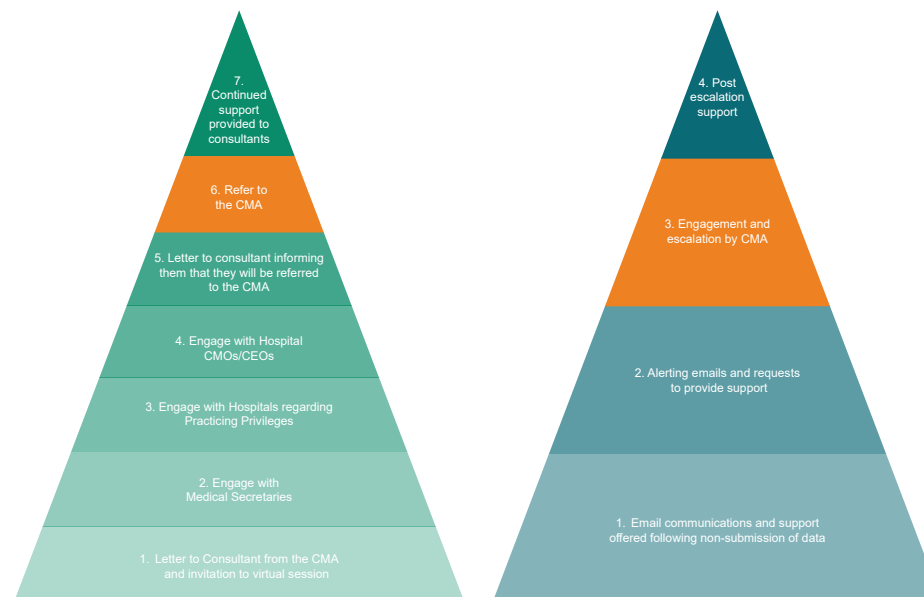 7.
Continued
support
provided to
consultants
6. Refer to
the CMA
5. Letter to consultant informing
them that they will be referred
to the CMA
4. Engage with Hospital
CMOs/CEOs
3. Engage with Hospitals regarding
Practicing Privileges
2. Engage with
Medical Secretaries
1. Letter to Consultant from the CMA
and invitation to virtual session
4. Post
escalation
support
3. Engagement and
escalation by CMA
2. Alerting emails and requests
to provide support
1. Email communications and support
offered following non-submission of data